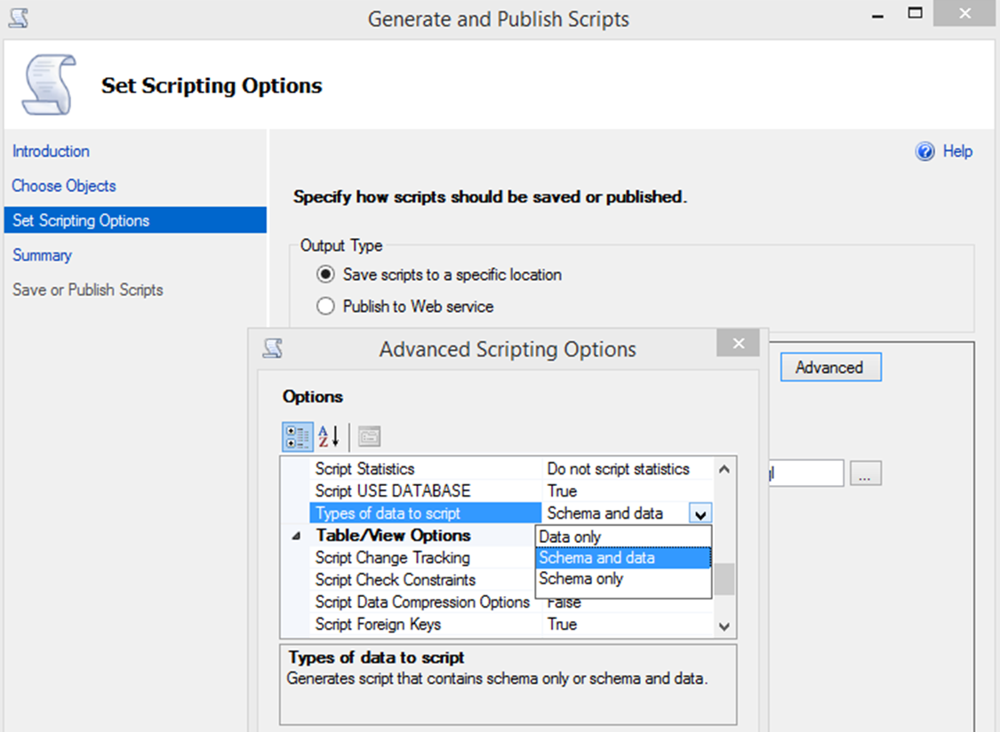 Generate and Publish Scripts
Set Scripting Options
Introduction
Choose Objects
Set Scripting Options
Summary
Save or Publish Scripts
Help
Specify how scripts should be saved or published.
Output Type
Save scripts to a specific location
Publish to Web service
Advanced Scripting Options
Advanced
Options
...
Script Statistics Do not script statistics
Script USE DATABASE True
Types of data to script Schema and data
Table/View Options
Data only
Script Change Tracking
Schema and data
Script Check Constraints
Schema only
Script Data Compression Options False
Script Foreign Keys True
Types of data to script
Generates script that contains schema only or schema and data.